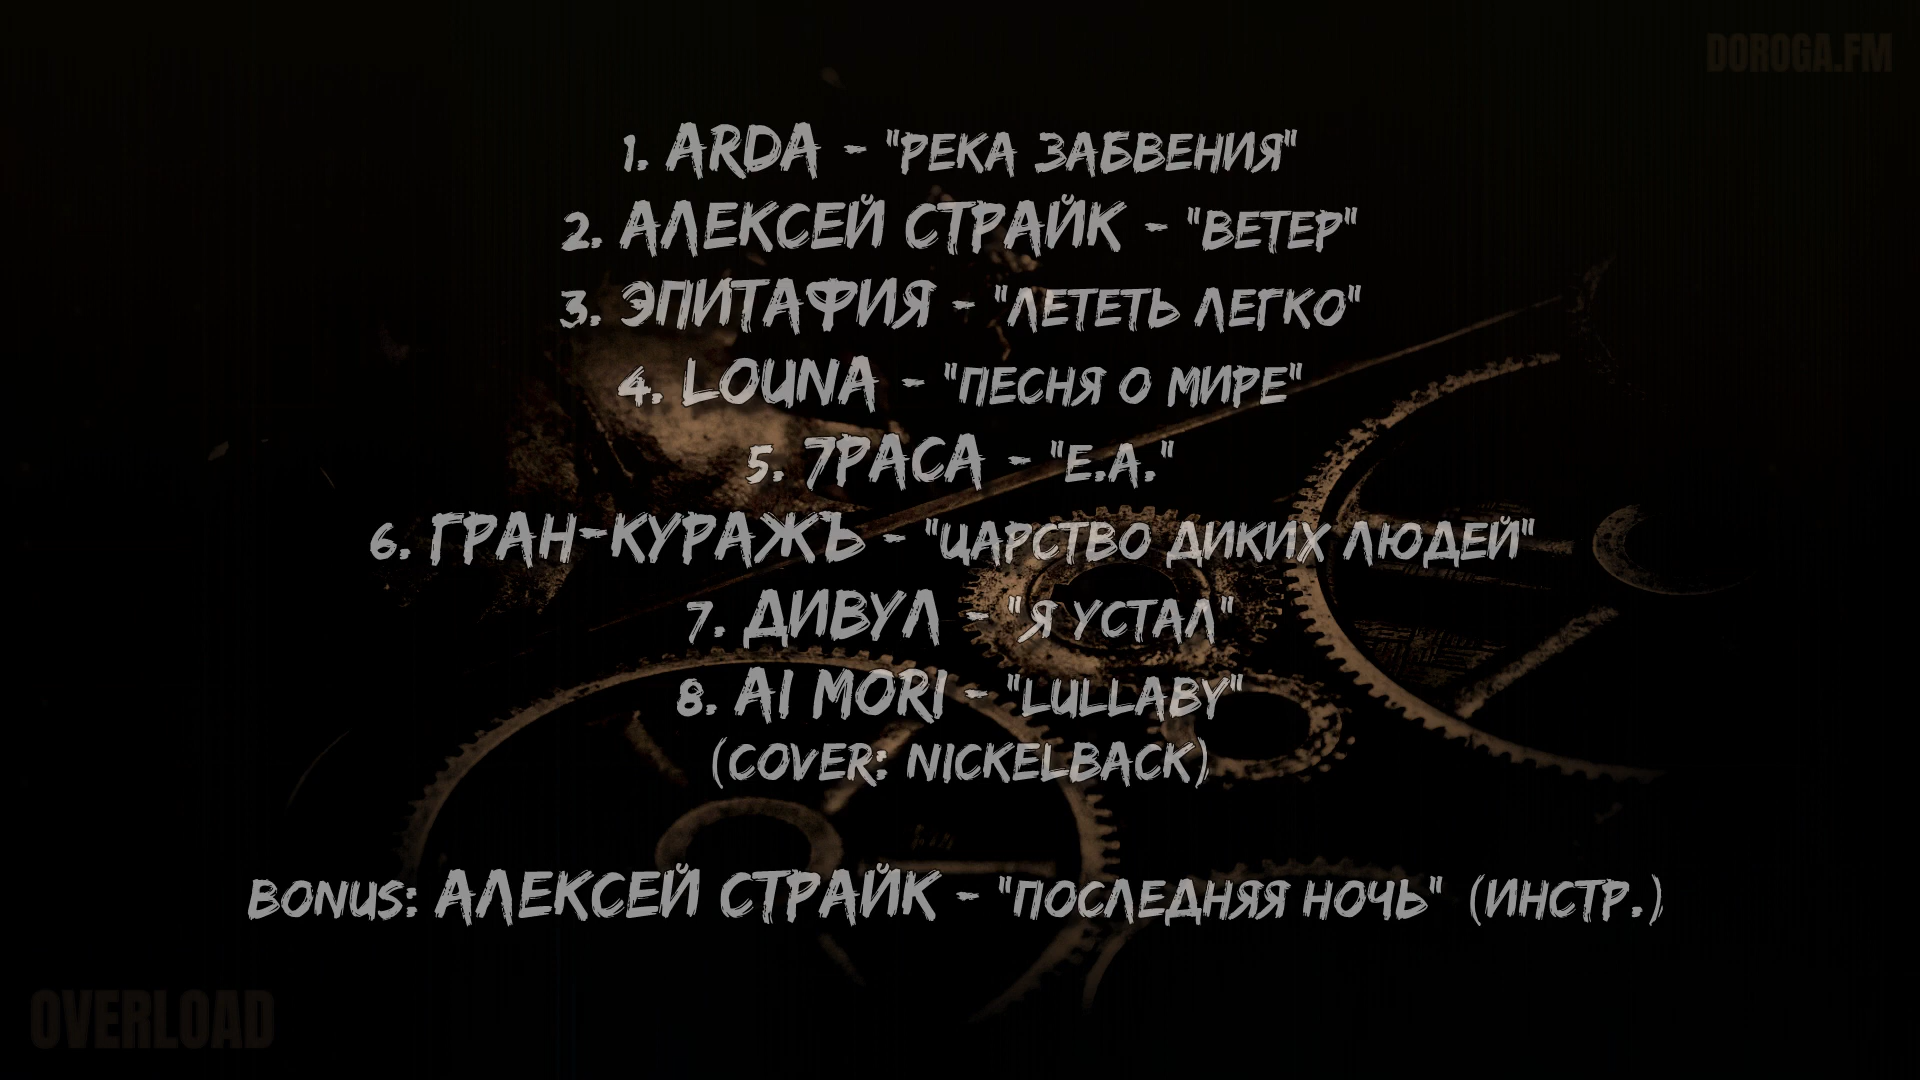 DOROGA.FM
1. ARDA - "РЕКА ЗАБВЕНИЯ"
2. АЛЕКСЕЙ СТРАЙК - "ВЕТЕР"
3. ЭПИТАФИЯ - "ЛЕТЕТЬ ЛЕГКО"
4. LOUNA - "ПЕСНЯ О МИРЕ"
5. 7РАСА - "Е.А."
6. ГРАН-КУРАЖЪ - "ЦАРСТВО ДИКИХ ЛЮДЕЙ"
7. ДИВУЛ - "Я УСТАЛ"
8. AI MORI - "LULLABY"
(COVER: NICKELBACK)
BONUS: АЛЕКСЕЙ СТРАЙК - "ПОСЛЕДНЯЯ НОЧЬ" (ИНСТР.)
OVERLOAD